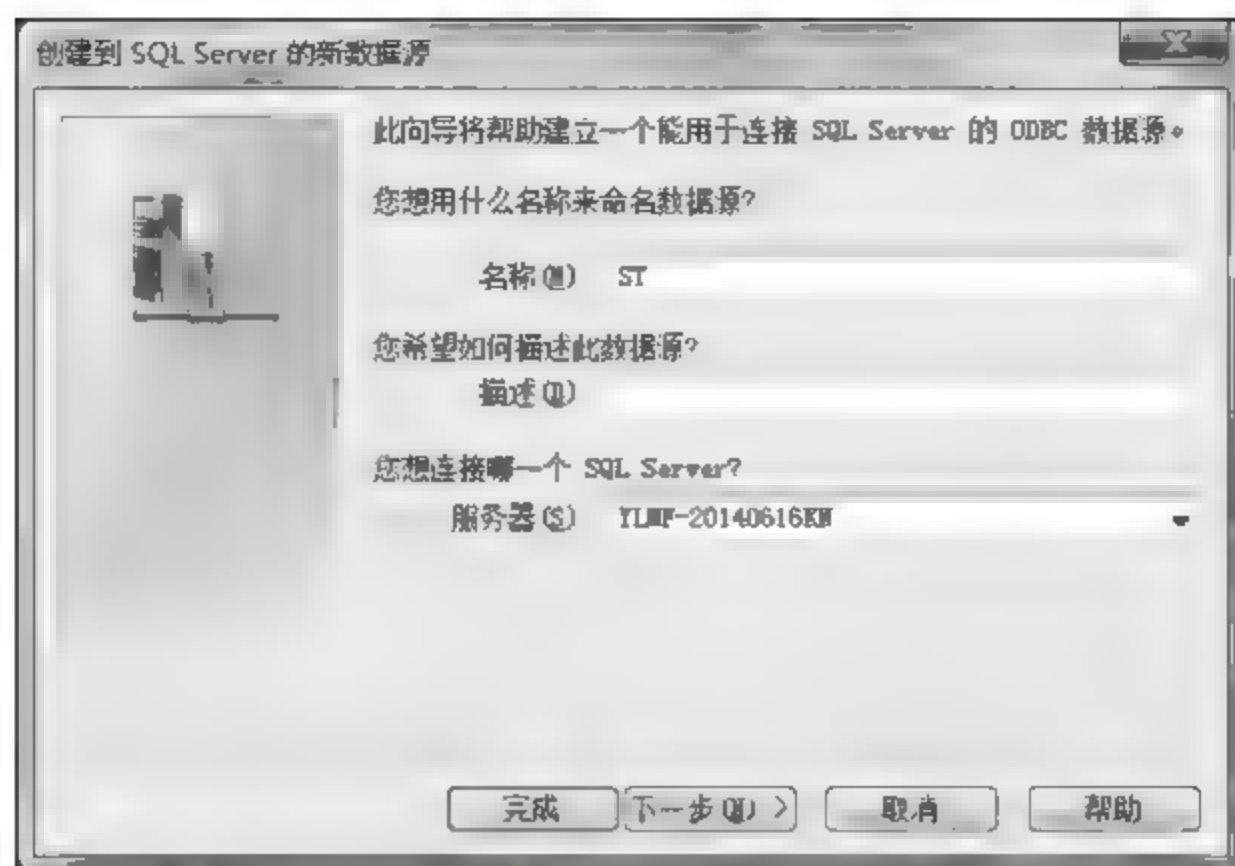 创建到 SQL Server 的新数据源
此向导将帮助建立一个能用于连接 SQL Server 的 ODBC 数据源。
您想用什么名称来命名数据源?
名称(M) ST
您希望如何描述此数据源?
描述(D)
您想连接哪一个 SQL Server?
服务器(S) YLMF-20140616KN
完成 下一步(N) > 取消 帮助